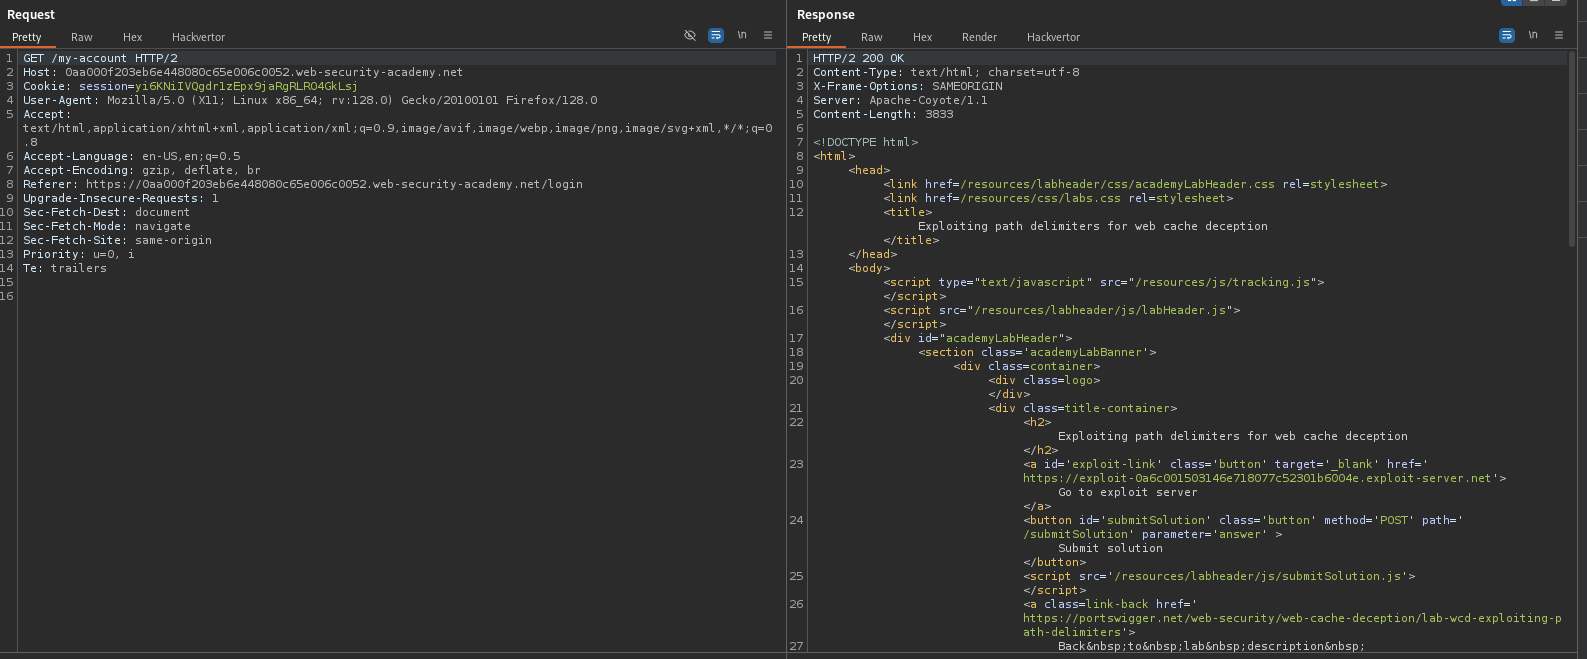 Request
Pretty Raw Hex Hackvertor \n
1 GET /my-account HTTP/2
2 Host: 0aa000f203eb6e448080c65e006c0052.web-security-academy.net
3 Cookie: session=yi6KNiIVQgdr1zEpx9jaRgRLRO4GkLsj
4 User-Agent: Mozilla/5.0 (X11; Linux x86_64; rv:128.0) Gecko/20100101 Firefox/128.0
5 Accept:
text/html,application/xhtml+xml,application/xml;q=0.9,image/avif,image/webp,image/png,image/svg+xml,*/*;q=0
.8
6 Accept-Language: en-US,en;q=0.5
7 Accept-Encoding: gzip, deflate, br
8 Referer: https://0aa000f203eb6e448080c65e006c0052.web-security-academy.net/login
9 Upgrade-Insecure-Requests: 1
10 Sec-Fetch-Dest: document
11 Sec-Fetch-Mode: navigate
12 Sec-Fetch-Site: same-origin
13 Priority: u=0, i
14 Te: trailers
15
16
Response
Pretty Raw Hex Render Hackvertor \n
1 HTTP/2 200 OK
2 Content-Type: text/html; charset=utf-8
3 X-Frame-Options: SAMEORIGIN
4 Server: Apache-Coyote/1.1
5 Content-Length: 3833
6
7 <!DOCTYPE html>
8 <html>
9 <head>
10 <link href=/resources/labheader/css/academyLabHeader.css rel=stylesheet>
11 <link href=/resources/css/labs.css rel=stylesheet>
12 <title>
Exploiting path delimiters for web cache deception
</title>
13 </head>
14 <body>
15 <script type="text/javascript" src="/resources/js/tracking.js">
</script>
16 <script src="/resources/labheader/js/labHeader.js">
</script>
17 <div id="academyLabHeader">
18 <section class='academyLabBanner'>
19 <div class=container>
20 <div class=logo>
</div>
21 <div class=title-container>
22 <h2>
Exploiting path delimiters for web cache deception
</h2>
23 <a id='exploit-link' class='button' target='_blank' href='
https://exploit-0a6c001503146e718077c52301b6004e.exploit-server.net'>
Go to exploit server
</a>
24 <button id='submitSolution' class='button' method='POST' path='
/submitSolution' parameter='answer' >
Submit solution
</button>
25 <script src='/resources/labheader/js/submitSolution.js'>
</script>
26 <a class=link-back href='
https://portswigger.net/web-security/web-cache-deception/lab-wcd-exploiting-p
ath-delimiters'>
27 Back&nbsp;to&nbsp;lab&nbsp;description&nbsp;